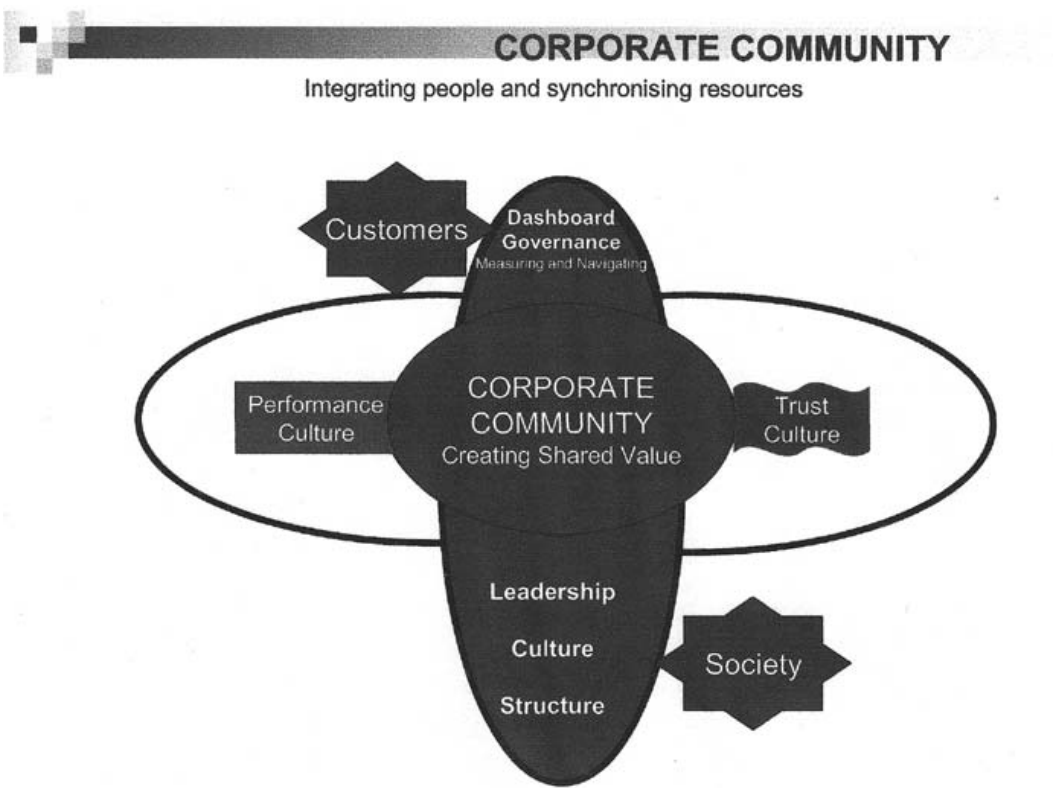 CORPORATE COMMUNITY
Integrating people and synchronising resources
Customers
Dashboard
Governance
Measuring and Navigating
Performance
Culture
CORPORATE
COMMUNITY
Creating Shared Value
Trust
Culture
Leadership
Culture
Structure
Society